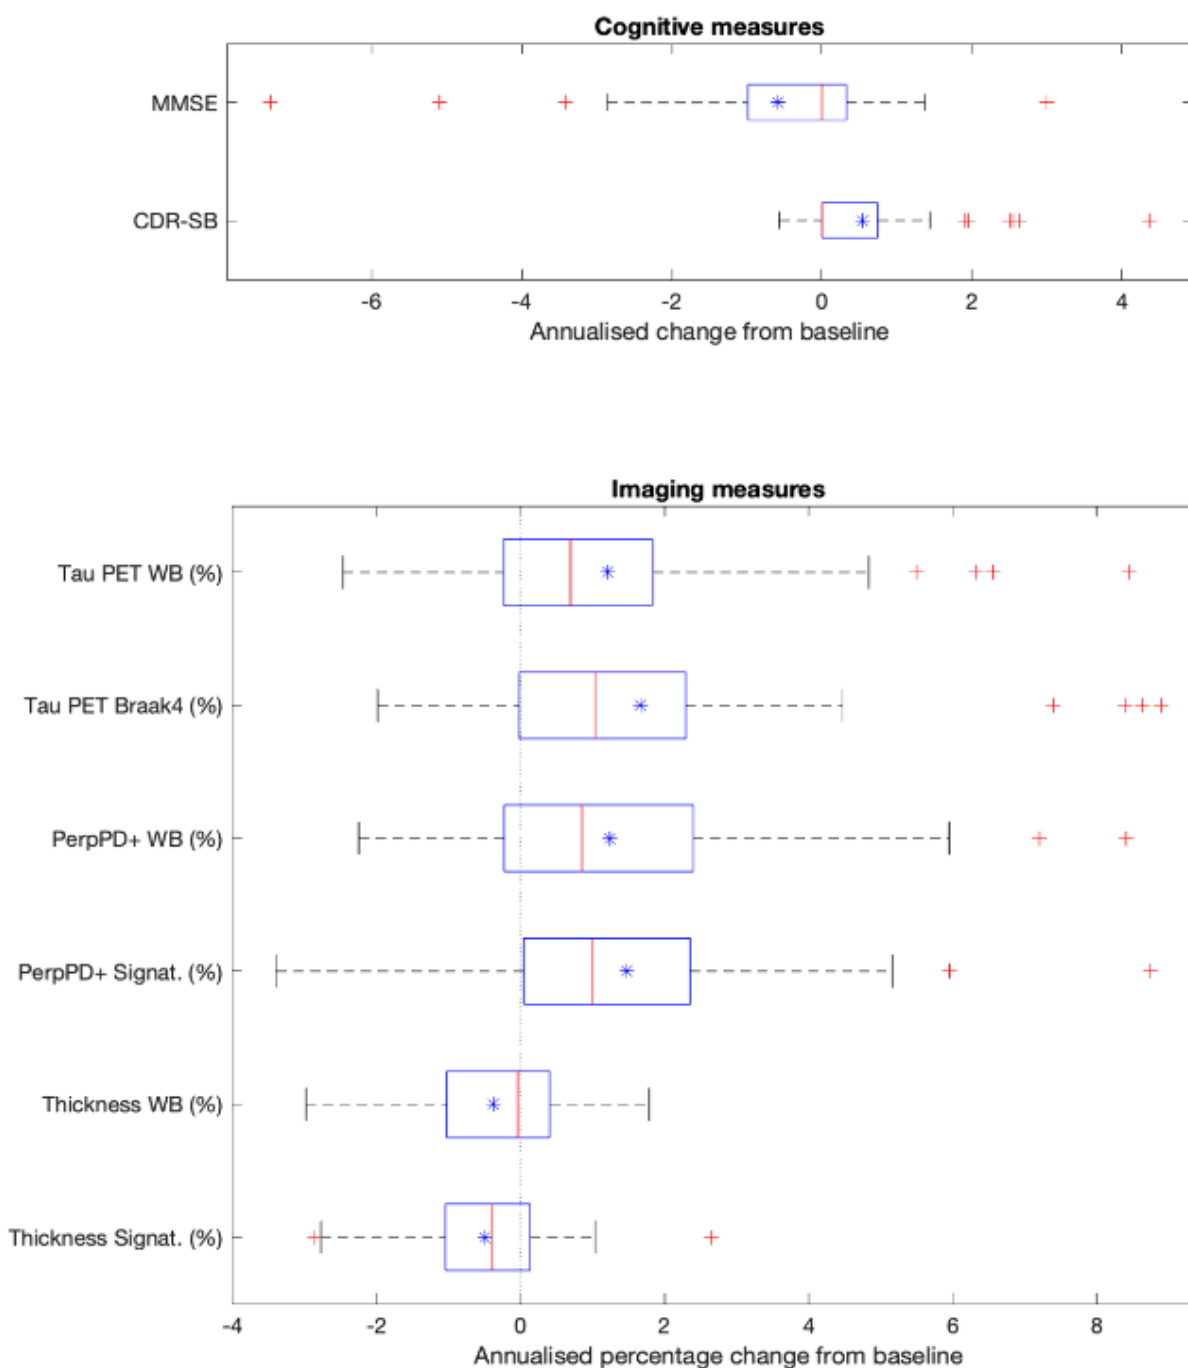 Cognitive measures
MMSE
CDR-SB
-6 -4 -2 0 2 4
Annualised change from baseline
Imaging measures
Tau PET WB (%)
Tau PET Braak4 (%)
PerpPD+ WB (%)
PerpPD+ Signat. (%)
Thickness WB (%)
Thickness Signat. (%)
-4 -2 0 2 4 6 8
Annualised percentage change from baseline